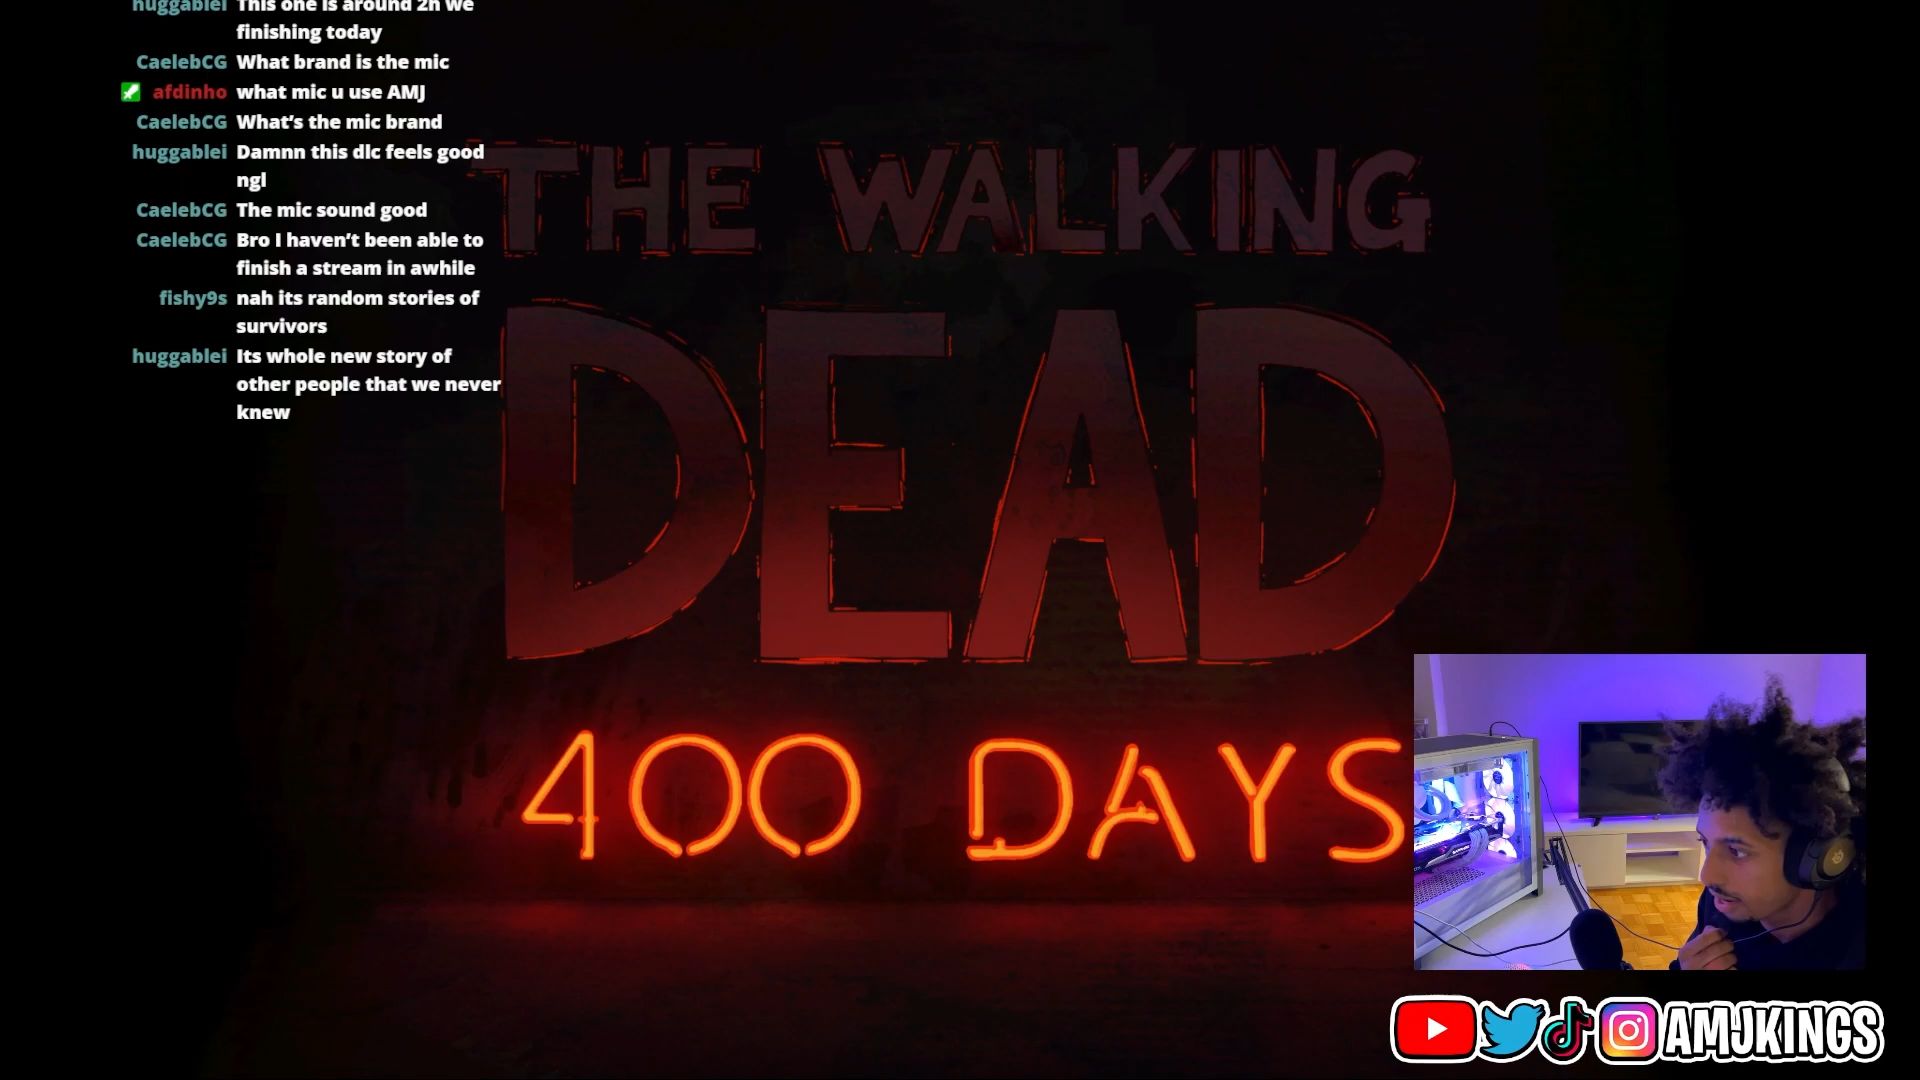 huggablei This one is around 2h we
finishing today
CaelebCG What brand is the mic
afdinho what mic u use AMJ
CaelebCG What's the mic brand
huggablei Damnn this dlc feels good
ngl
CaelebCG The mic sound good
CaelebCG Bro I haven't been able to
finish a stream in awhile
fishy9s nah its random stories of
survivors
huggablei Its whole new story of
other people that we never
knew
THE WALKING
DEAD
400 DAYS
AMJKINGS